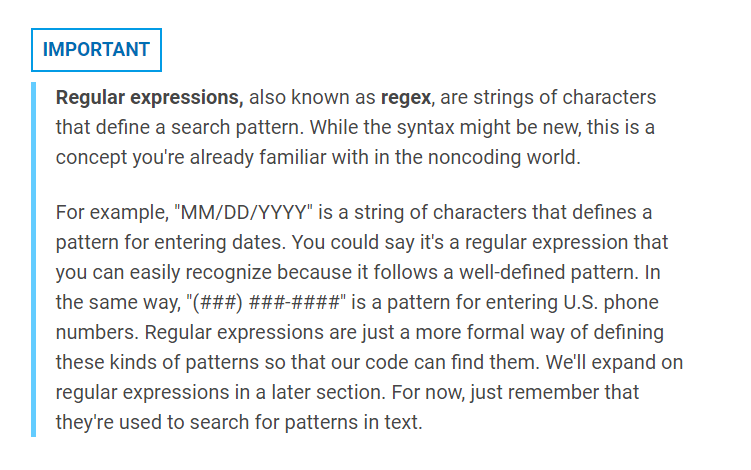 IMPORTANT
Regular expressions, also known as regex, are strings of characters
that define a search pattern. While the syntax might be new, this is a
concept you're already familiar with in the noncoding world.
For example, "MM/DD/YYYY" is a string of characters that defines a
pattern for entering dates. You could say it's a regular expression that
you can easily recognize because it follows a well-defined pattern. In
the same way, "(###) ###-####" is a pattern for entering U.S. phone
numbers. Regular expressions are just a more formal way of defining
these kinds of patterns so that our code can find them. We'll expand on
regular expressions in a later section. For now, just remember that
they're used to search for patterns in text.